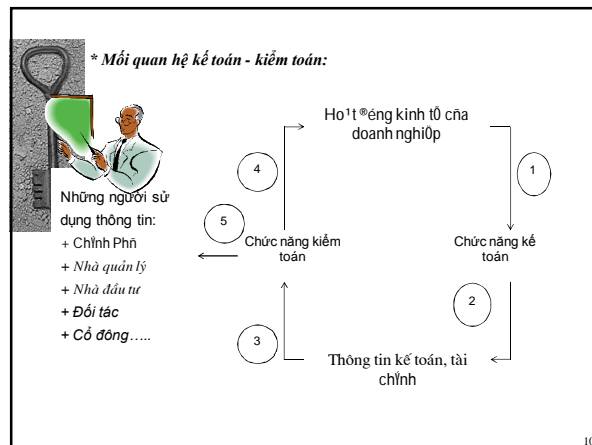 * Mối quan hệ kế toán - kiểm toán:
Ho¹t ®éng kinh tÕ cña
doanh nghiÖp
4
1
Những người sử
dụng thông tin:
5
+ ChÝnh Phñ
Chức năng kiểm
toán
Chức năng kế
toán
+ Nhà quản lý
+ Nhà đầu tư
+ Đối tác
+ Cổ đông…..
2
3
Thông tin kế toán, tài
chÝnh
10